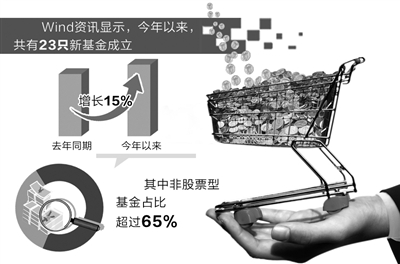 Wind资讯显示，今年以来，
共有23只新基金成立
增长15%
去年同期
今年以来
其中非股票型
基金占比
超过65%